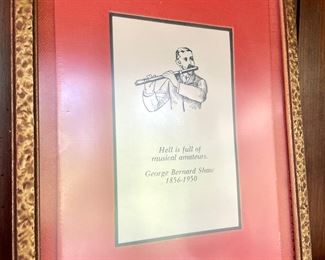 Hell is full of
musical amateurs.
George Bernard Shaw
1856-1950